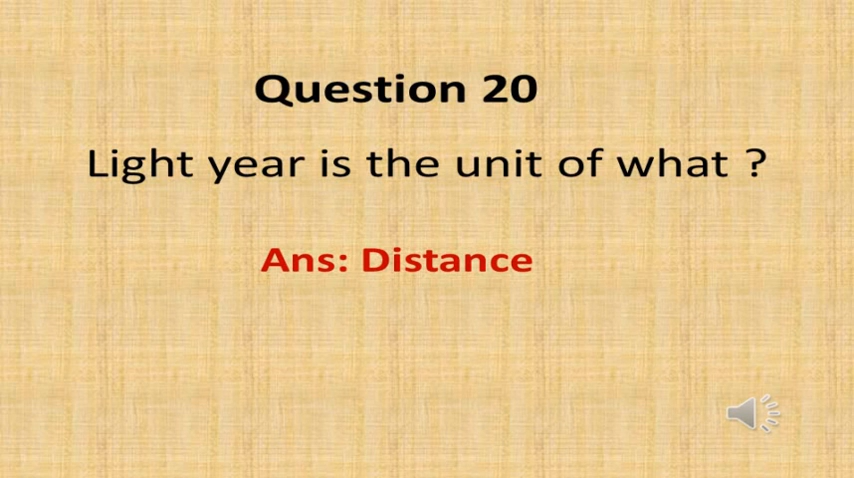 Question 20
Light year is the unit of what ?
Ans: Distance